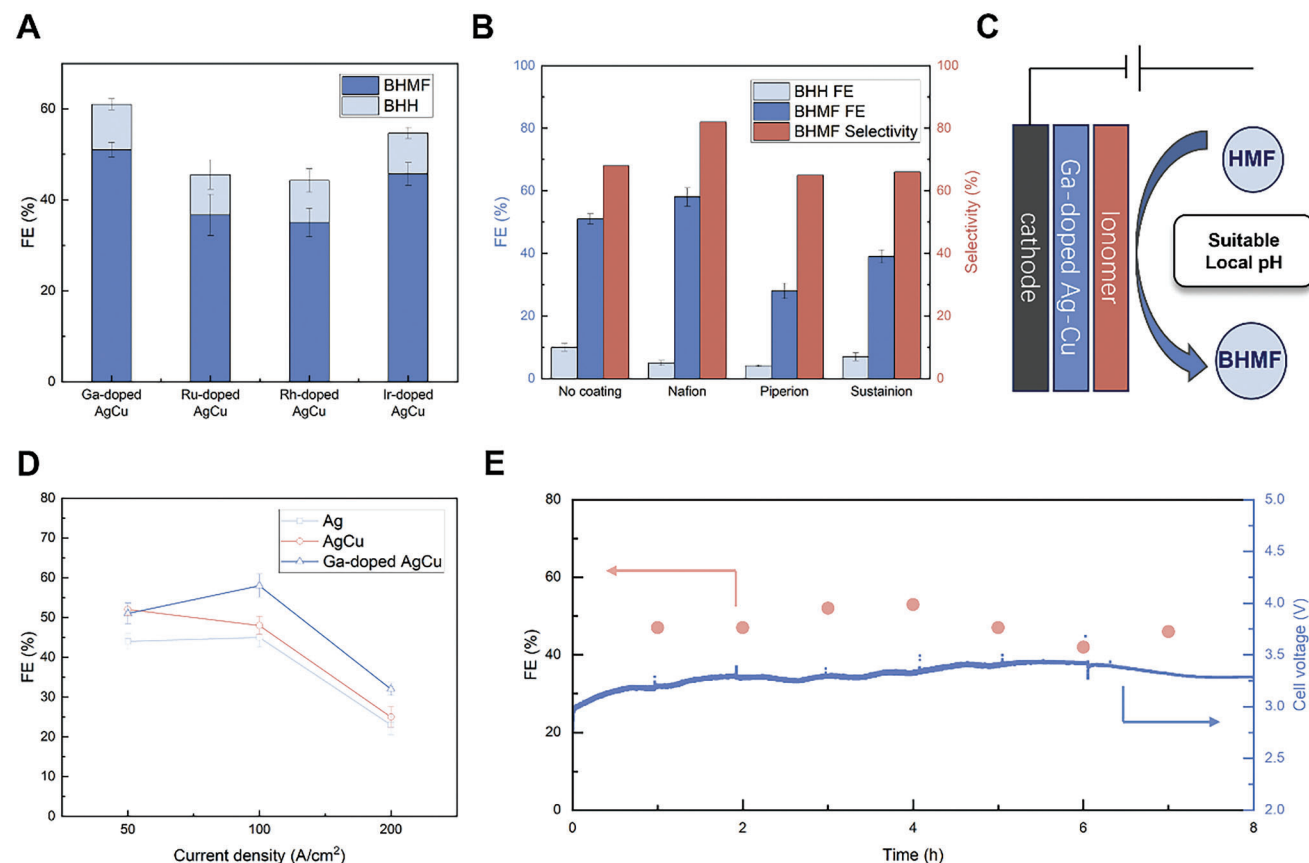 A
BHMF
BHH
FE (%)
60
40
20
0
Ga-doped AgCu
Ru-doped AgCu
Rh-doped AgCu
Ir-doped AgCu
B
BHH FE
BHMF FE
BHMF Selectivity
FE (%)
100
80
60
40
20
0
Selectivity (%)
100
80
60
40
20
0
No coating
Nafion
Piperion
Sustainion
C
cathode
Ga-doped Ag-Cu
Ionomer
HMF
Suitable
Local pH
BHMF
D
Ag
AgCu
Ga-doped AgCu
FE (%)
80
70
60
50
40
30
20
10
0
50
100
200
Current density (A/cm²)
E
FE (%)
80
60
40
20
0
Cell voltage (V)
5.0
4.5
4.0
3.5
3.0
2.5
2.0
0
2
4
6
8
Time (h)